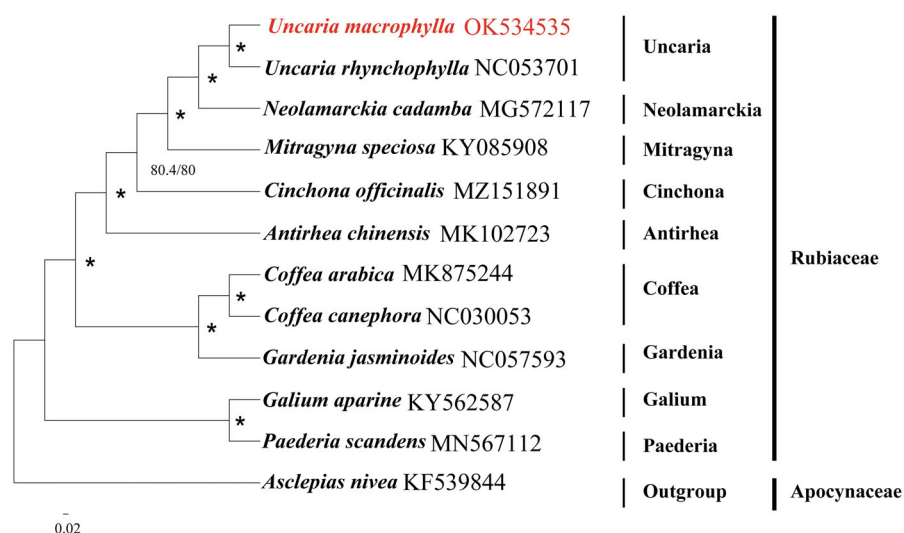 Uncaria macrophylla OK534535
Uncaria
*
Uncaria rhynchophylla NC053701
*
Neolamarckia cadamba MG572117
Neolamarckia
*
Mitragyna speciosa KY085908
Mitragyna
80.4/80
Cinchona officinalis MZ151891
Cinchona
*
Antirhea chinensis MK102723
Antirhea
Rubiaceae
*
Coffea arabica MK875244
Coffea
*
Coffea canephora NC030053
*
Gardenia jasminoides NC057593
Gardenia
Galium aparine KY562587
Galium
*
Paederia scandens MN567112
Paederia
Asclepias nivea KF539844
Outgroup
Apocynaceae
0.02